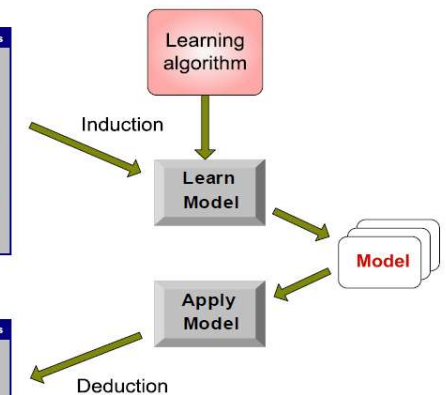 Learning
algorithm
s
Induction
Learn
Model
Model
Apply
Model
s
Deduction